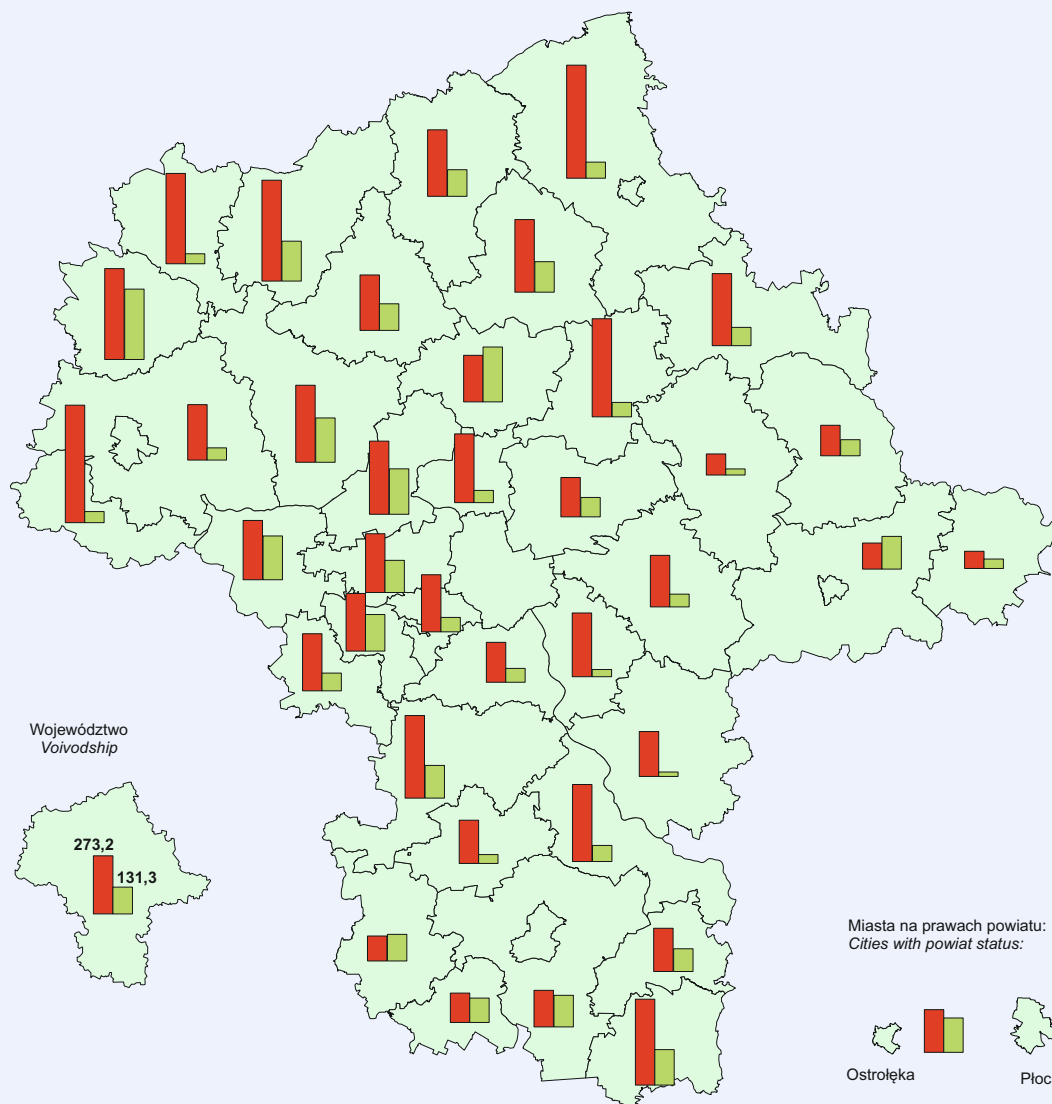 Województwo
Voivodship
273,2
131,3
Miasta na prawach powiatu:
Cities with powiat status:
Ostrołęka
Płoc